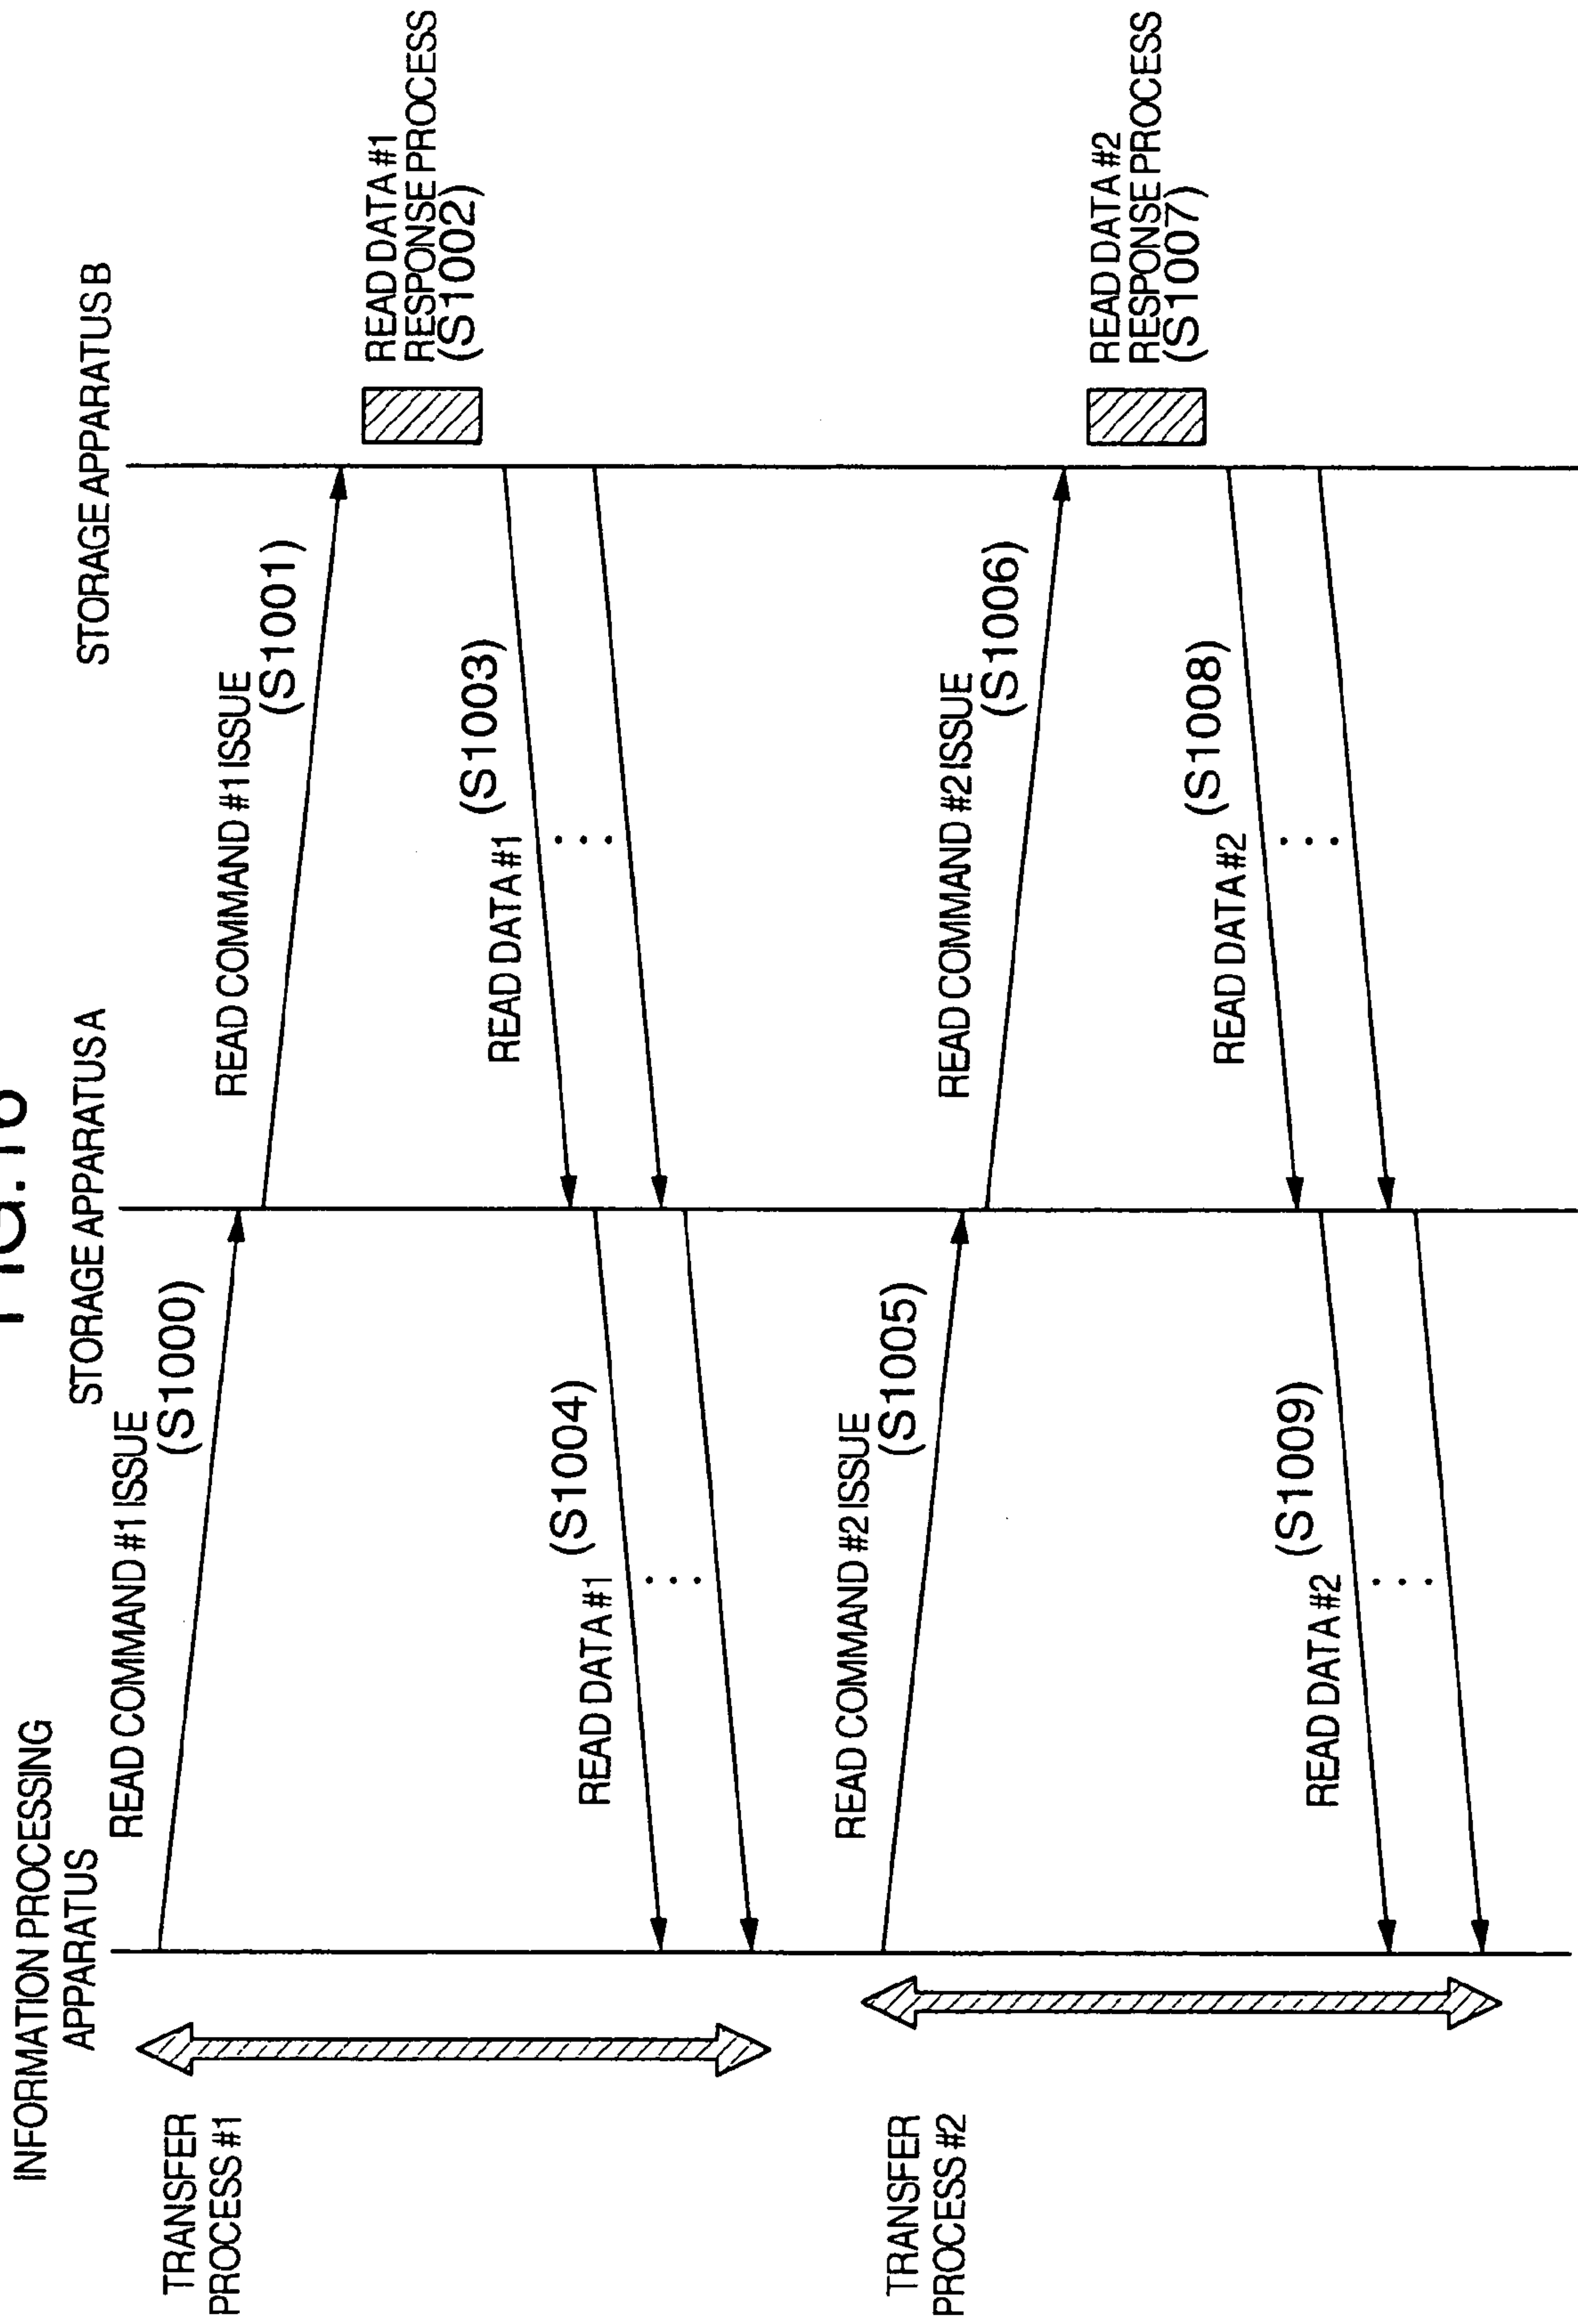 INFORMATION PROCESSING
APPARATUS
STORAGE APPARATUS A
STORAGE APPARATUS B
TRANSFER
PROCESS #1
READ COMMAND #1 ISSUE
(S1000)
READ COMMAND #1 ISSUE
(S1001)
READ DATA #1
RESPONSE PROCESS
(S1002)
READ DATA #1
(S1003)
...
READ DATA #1
(S1004)
...
TRANSFER
PROCESS #2
READ COMMAND #2 ISSUE
(S1005)
READ COMMAND #2 ISSUE
(S1006)
READ DATA #2
RESPONSE PROCESS
(S1007)
READ DATA #2
(S1008)
...
READ DATA #2
(S1009)
...